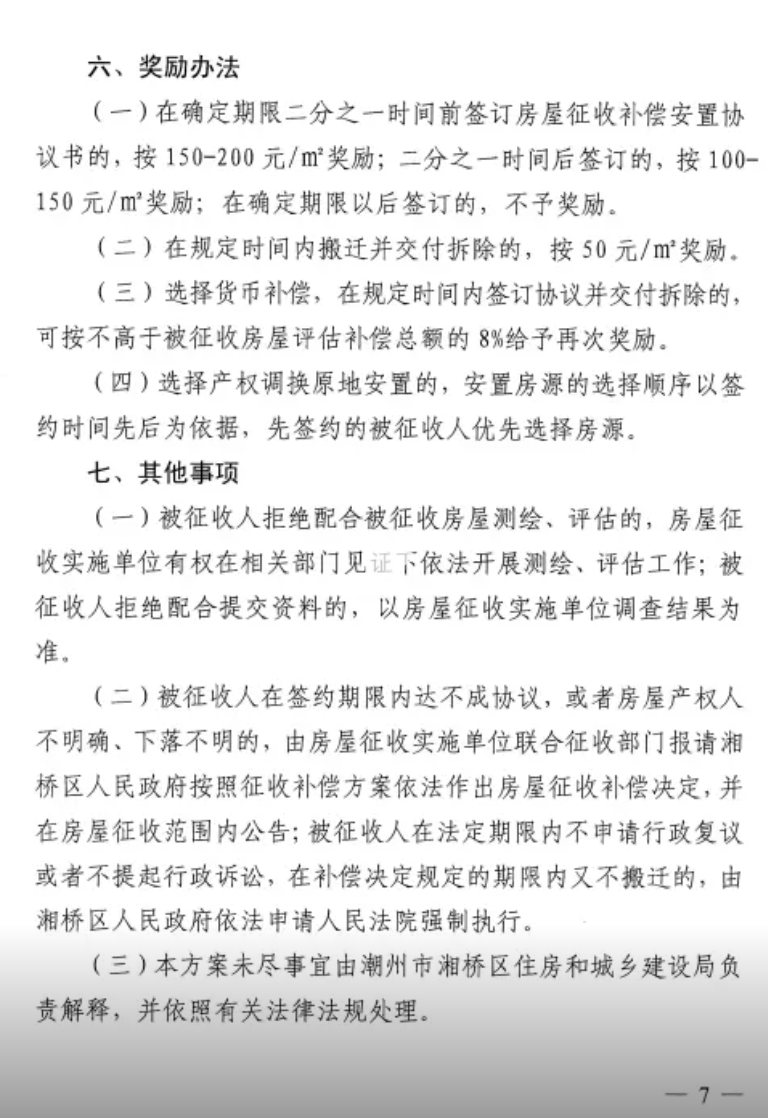 六、奖励办法
（一）在确定期限二分之一时间前签订房屋征收补偿安置协
议书的，按 150-200 元/㎡奖励；二分之一时间后签订的，按 100-
150 元/㎡奖励；在确定期限以后签订的，不予奖励。
（二）在规定时间内搬迁并交付拆除的，按 50 元/㎡奖励。
（三）选择货币补偿，在规定时间内签订协议并交付拆除的，
可按不高于被征收房屋评估补偿总额的 8%给予再次奖励。
（四）选择产权调换原地安置的，安置房源的选择顺序以签
约时间先后为依据，先签约的被征收人优先选择房源。
七、其他事项
（一）被征收人拒绝配合被征收房屋测绘、评估的，房屋征
收实施单位有权在相关部门见证下依法开展测绘、评估工作；被
征收人拒绝配合提交资料的，以房屋征收实施单位调查结果为
准。
（二）被征收人在签约期限内达不成协议，或者房屋产权人
不明确、下落不明的，由房屋征收实施单位联合征收部门报请湘
桥区人民政府按照征收补偿方案依法作出房屋征收补偿决定，并
在房屋征收范围内公告；被征收人在法定期限内不申请行政复议
或者不提起行政诉讼，在补偿决定规定的期限内又不搬迁的，由
湘桥区人民政府依法申请人民法院强制执行。
（三）本方案未尽事宜由潮州市湘桥区住房和城乡建设局负
责解释，并依照有关法律法规处理。
— 7 —